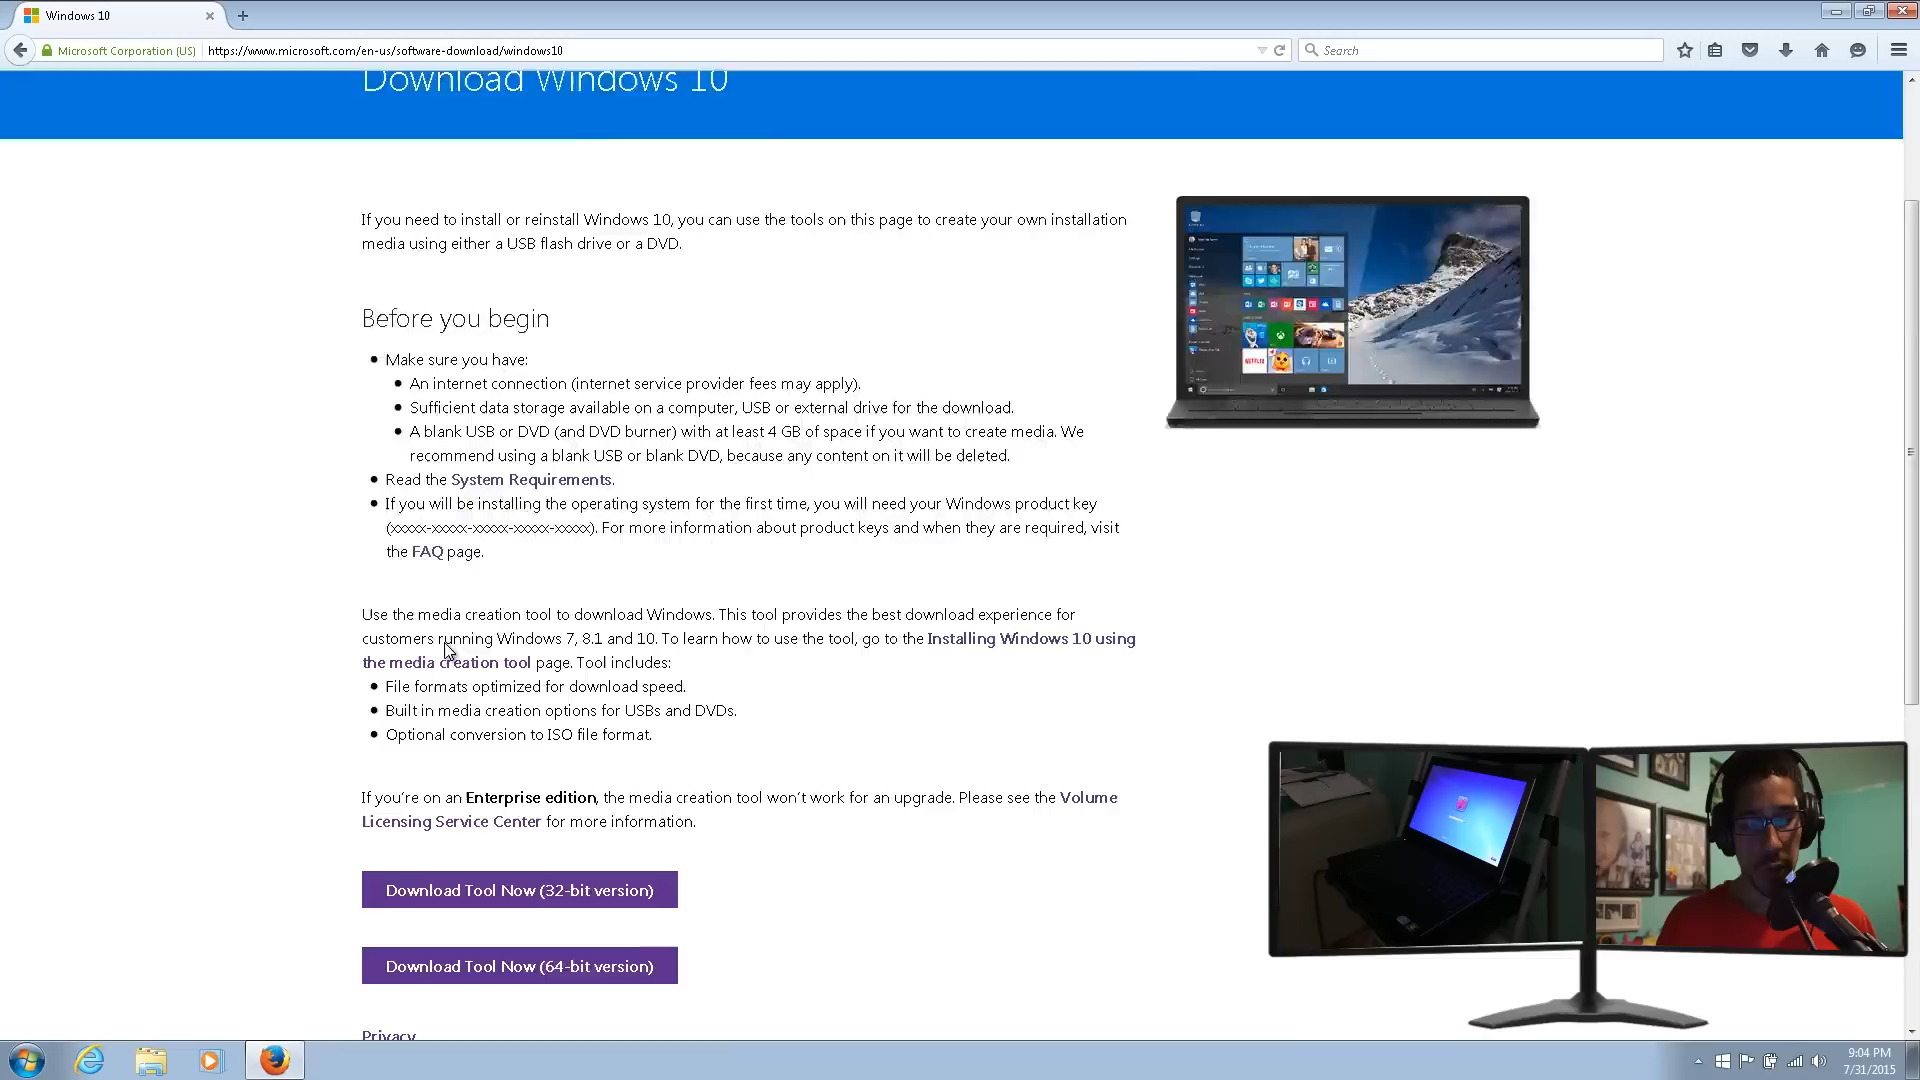 Windows 10
Microsoft Corporation (US)
https://www.microsoft.com/en-us/software-download/windows10
Search
Download Windows 10
If you need to install or reinstall Windows 10, you can use the tools on this page to create your own installation
media using either a USB flash drive or a DVD.
Before you begin
Make sure you have:
An internet connection (internet service provider fees may apply).
Sufficient data storage available on a computer, USB or external drive for the download.
A blank USB or DVD (and DVD burner) with at least 4 GB of space if you want to create media. We
recommend using a blank USB or blank DVD, because any content on it will be deleted.
Read the System Requirements.
If you will be installing the operating system for the first time, you will need your Windows product key
(xxxxx-xxxxx-xxxxx-xxxxx-xxxxx). For more information about product keys and when they are required, visit
the FAQ page.
Use the media creation tool to download Windows. This tool provides the best download experience for
customers running Windows 7, 8.1 and 10. To learn how to use the tool, go to the Installing Windows 10 using
the media creation tool page. Tool includes:
File formats optimized for download speed.
Built in media creation options for USBs and DVDs.
Optional conversion to ISO file format.
If you're on an Enterprise edition, the media creation tool won't work for an upgrade. Please see the Volume
Licensing Service Center for more information.
Download Tool Now (32-bit version)
Download Tool Now (64-bit version)
Privacy
NETFLIX
9:04 PM
7/31/2015